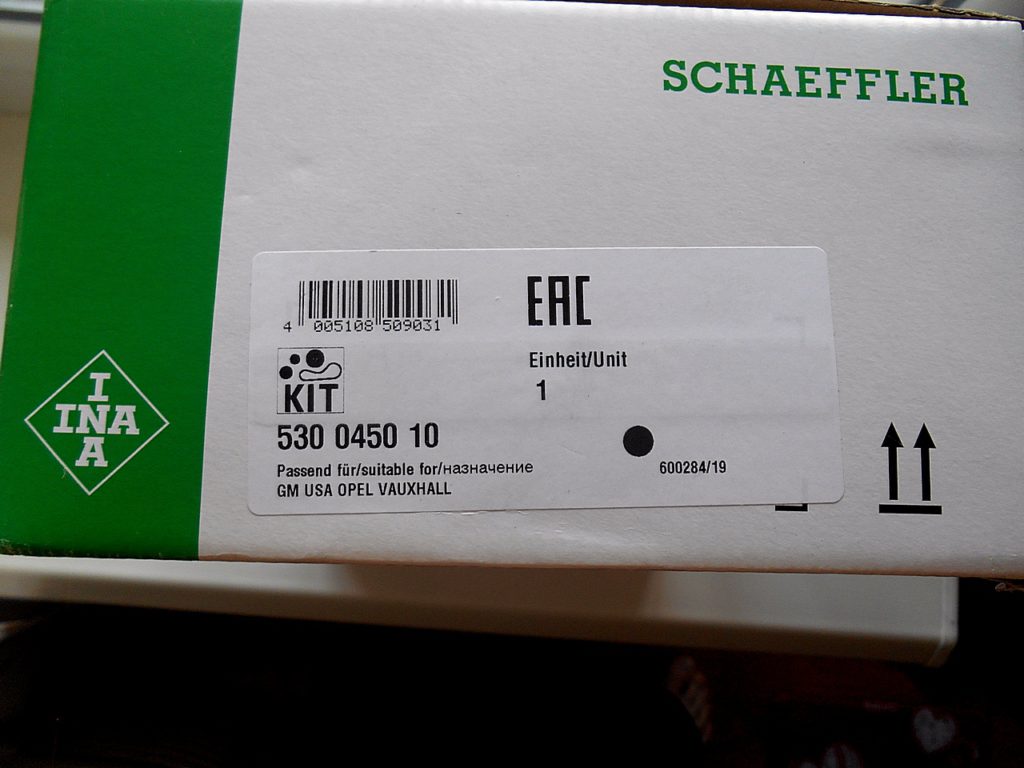 SCHAEFFLER
4 005108 509031
EAC
KIT
Einheit/Unit
1
530 0450 10
Passend für/suitable for/назначение
GM USA OPEL VAUXHALL
600284/19
I
INA
A